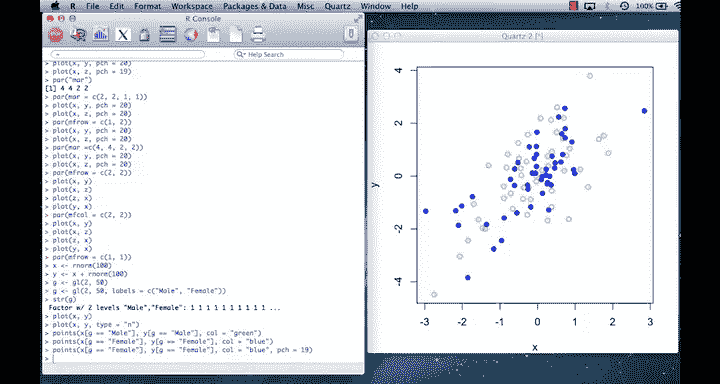 R File Edit Format Workspace Packages & Data Misc Quartz Window Help 100%
R Console
Help Search
> plot(x, y, pch = 20)
> plot(x, z, pch = 19)
> par("mar")
[1] 4 4 2 2
> par(mar = c(2, 2, 1, 1))
> plot(x, y, pch = 20)
> plot(x, y, pch = 20)
> par(mfrow = c(1, 2))
> plot(x, y, pch = 20)
> plot(x, z, pch = 20)
> par(mar =c(4, 4, 2, 2))
> plot(x, y, pch = 20)
> plot(x, z, pch = 20)
> par(mfrow = c(2, 2))
> plot(x, y)
> plot(x, z)
> plot(z, x)
> plot(y, x)
> par(mfcol = c(2, 2))
> plot(x, y)
> plot(x, z)
> plot(z, x)
> plot(y, x)
> par(mfrow = c(1, 1))
> x <- rnorm(100)
> y <- x + rnorm(100)
> g <- gl(2, 50)
> g <- gl(2, 50, labels = c("Male", "Female"))
> str(g)
Factor w/ 2 levels "Male","Female": 1 1 1 1 1 1 1 1 1 1 ...
> plot(x, y)
> plot(x, y, type = "n")
> points(x[g == "Male"], y[g == "Male"], col = "green")
> points(x[g == "Female"], y[g == "Female"], col = "blue")
> points(x[g == "Female"], y[g == "Female"], col = "blue", pch = 19)
>
Quartz 2 [*]
4
2
0
-2
-4
y
-3 -2 -1 0 1 2 3
x